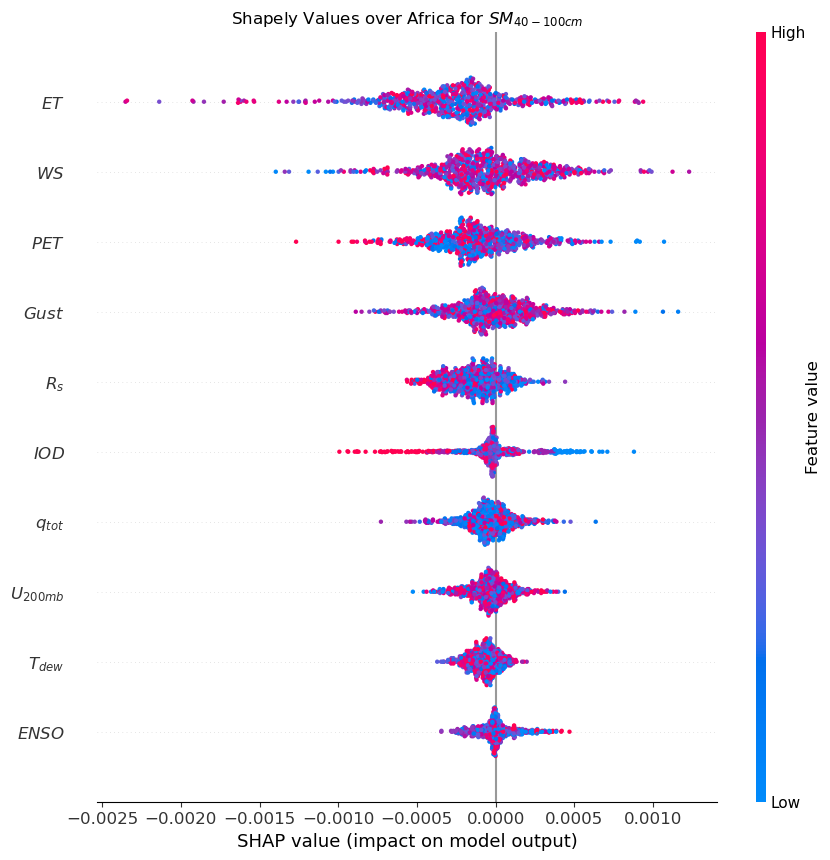 Shapely Values over Africa for SM40−100cm
High
ET
WS
PET
Gust
Rs
IOD
qtot
U200mb
Tdew
ENSO
Feature value
Low
−0.0025 −0.0020 −0.0015 −0.0010 −0.0005 0.0000 0.0005 0.0010
SHAP value (impact on model output)